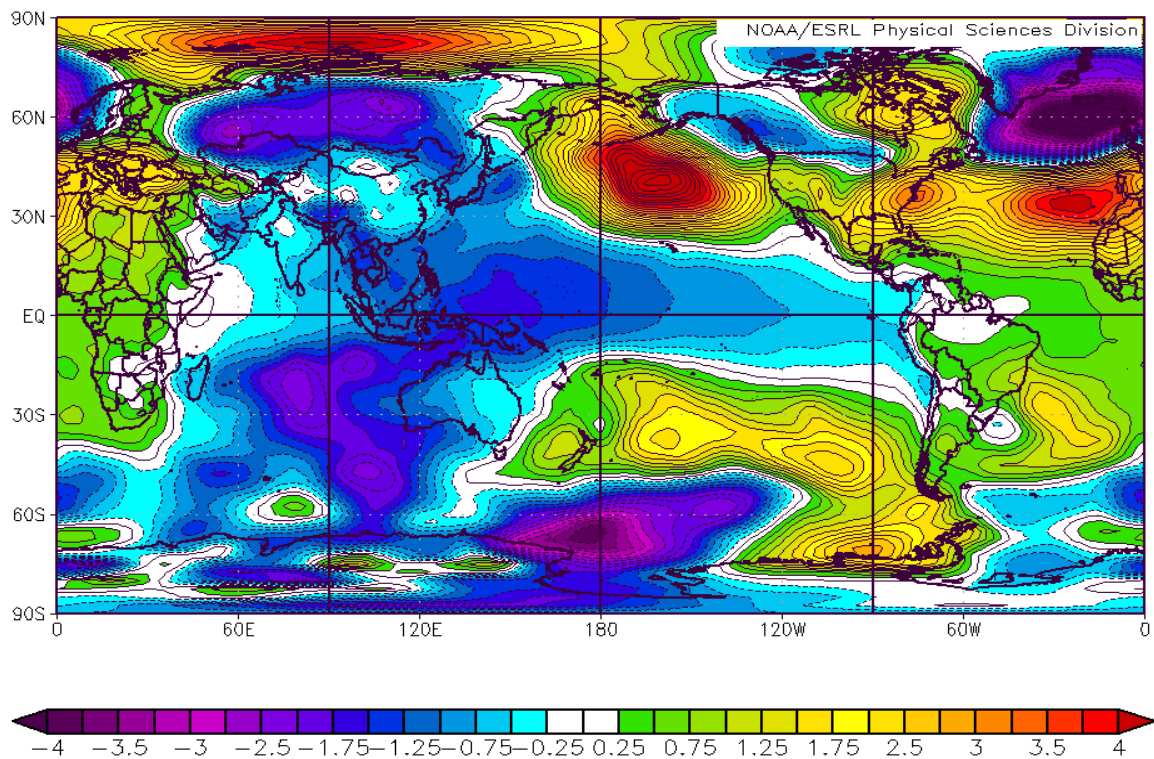 90N
NOAA/ESRL Physical Sciences Division
60N
30N
EQ
30S
60S
90S
0 60E 120E 180 120W 60W 0
-4 -3.5 -3 -2.5 -1.75 -1.25 -0.75 -0.25 0.25 0.75 1.25 1.75 2.5 3 3.5 4